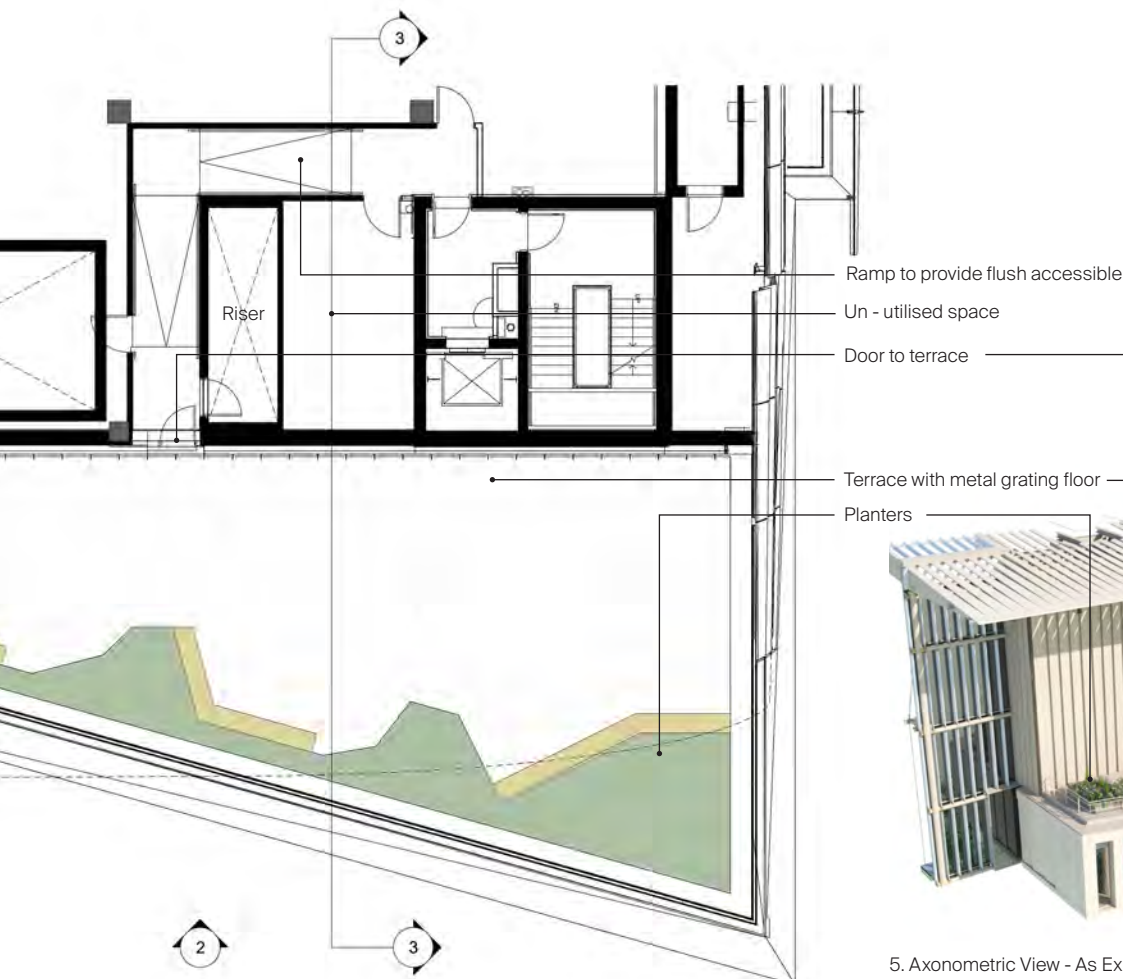 3
Ramp to provide flush accessible
Riser
Un - utilised space
Door to terrace
Terrace with metal grating floor
Planters
2
3
5. Axonometric View - As Ex